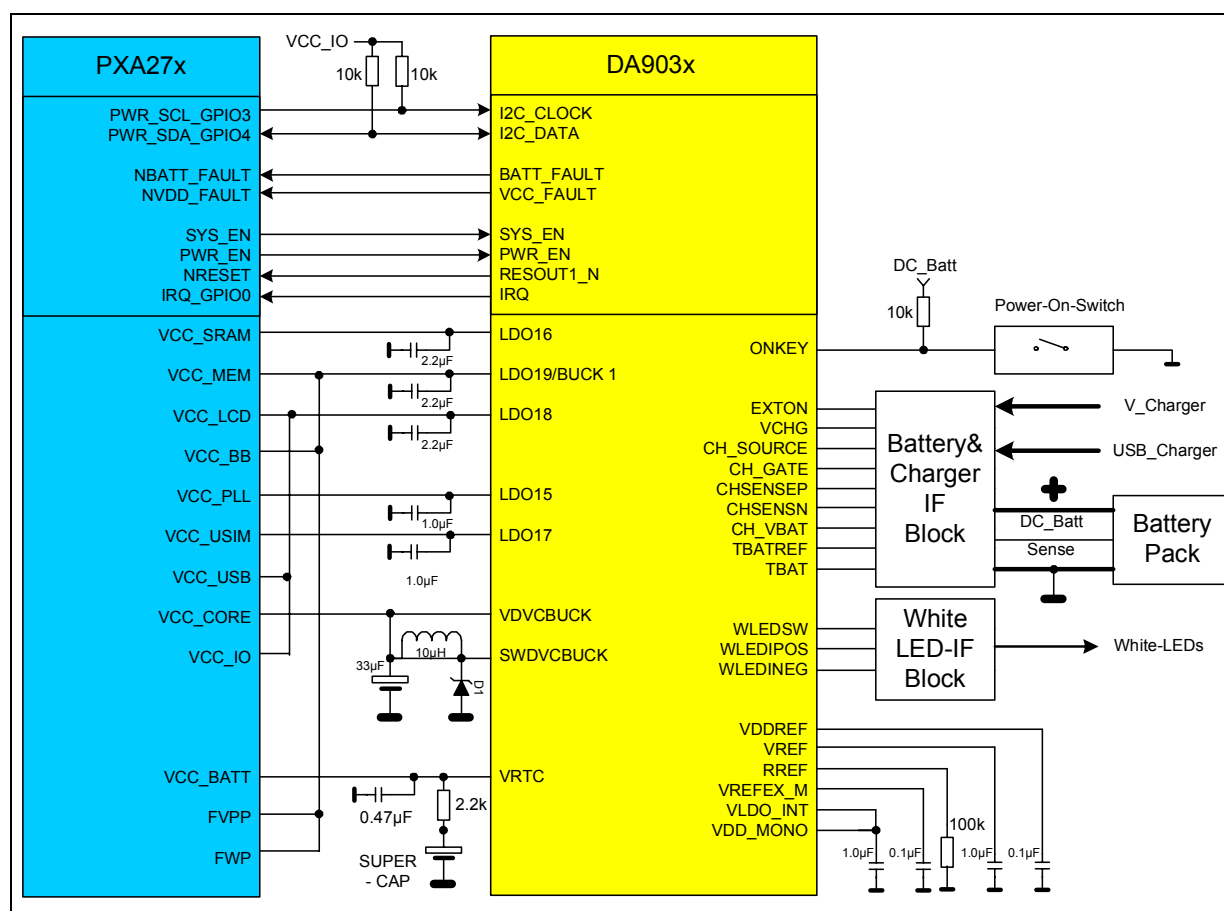 PXA27x
VCC_IO
10k
10k
DA903x
PWR_SCL_GPIO3
PWR_SDA_GPIO4
NBATT_FAULT
NVDD_FAULT
SYS_EN
PWR_EN
NRESET
IRQ_GPIO0
VCC_SRAM
VCC_MEM
VCC_LCD
VCC_BB
VCC_PLL
VCC_USIM
VCC_USB
VCC_CORE
VCC_IO
VCC_BATT
FVPP
FWP
2.2µF
2.2µF
2.2µF
1.0µF
1.0µF
10µH
33µF
D1
0.47µF
2.2k
SUPER
- CAP
I2C_CLOCK
I2C_DATA
BATT_FAULT
VCC_FAULT
SYS_EN
PWR_EN
RESOUT1_N
IRQ
LDO16
LDO19/BUCK 1
LDO18
LDO15
LDO17
VDVCBUCK
SWDVCBUCK
VRTC
ONKEY
EXTON
VCHG
CH_SOURCE
CH_GATE
CHSENSEP
CHSENSN
CH_VBAT
TBATREF
TBAT
WLEDSW
WLEDIPOS
WLEDINEG
VDDREF
VREF
RREF
VREFEX_M
VLDO_INT
VDD_MONO
DC_Batt
10k
Power-On-Switch
Battery&
Charger
IF
Block
V_Charger
USB_Charger
DC_Batt
Sense
Battery
Pack
White
LED-IF
Block
White-LEDs
100k
1.0µF
0.1µF
1.0µF
0.1µF